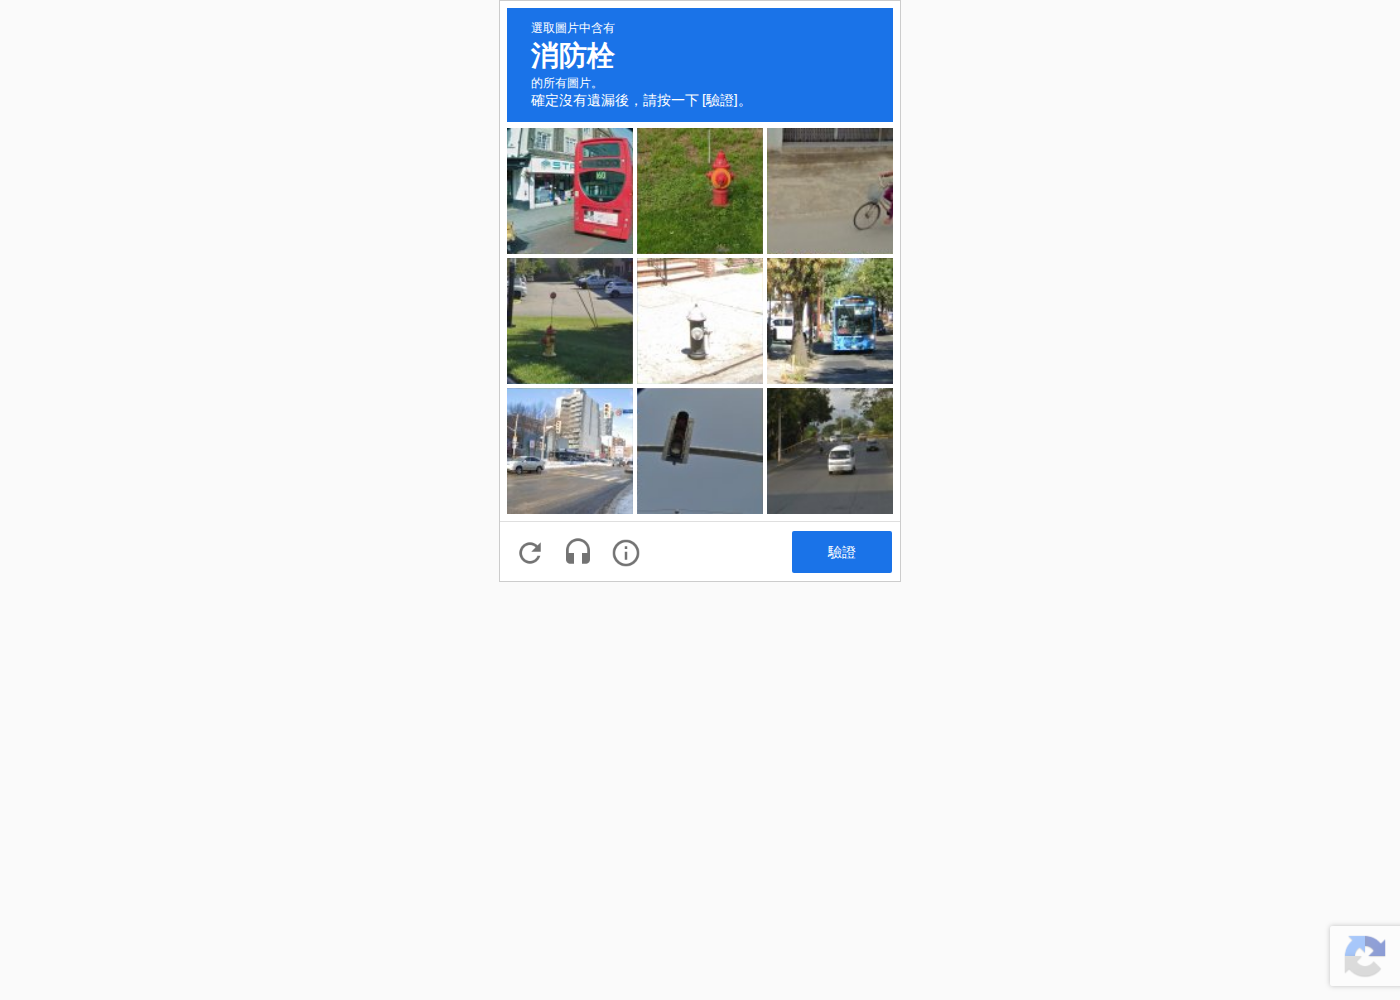 選取圖片中含有
消防栓
的所有圖片。
確定沒有遺漏後，請按一下 [驗證]。
160
驗證